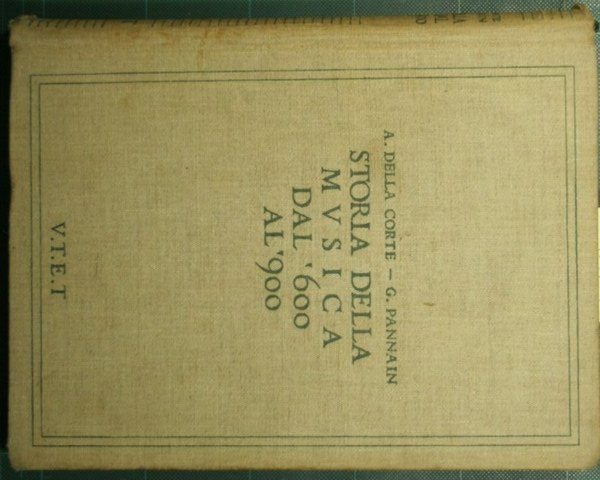 A. DELLA CORTE — G. PANNAIN
STORIA DELLA
MVSICA
DAL '600
AL '900
V.T.E.T